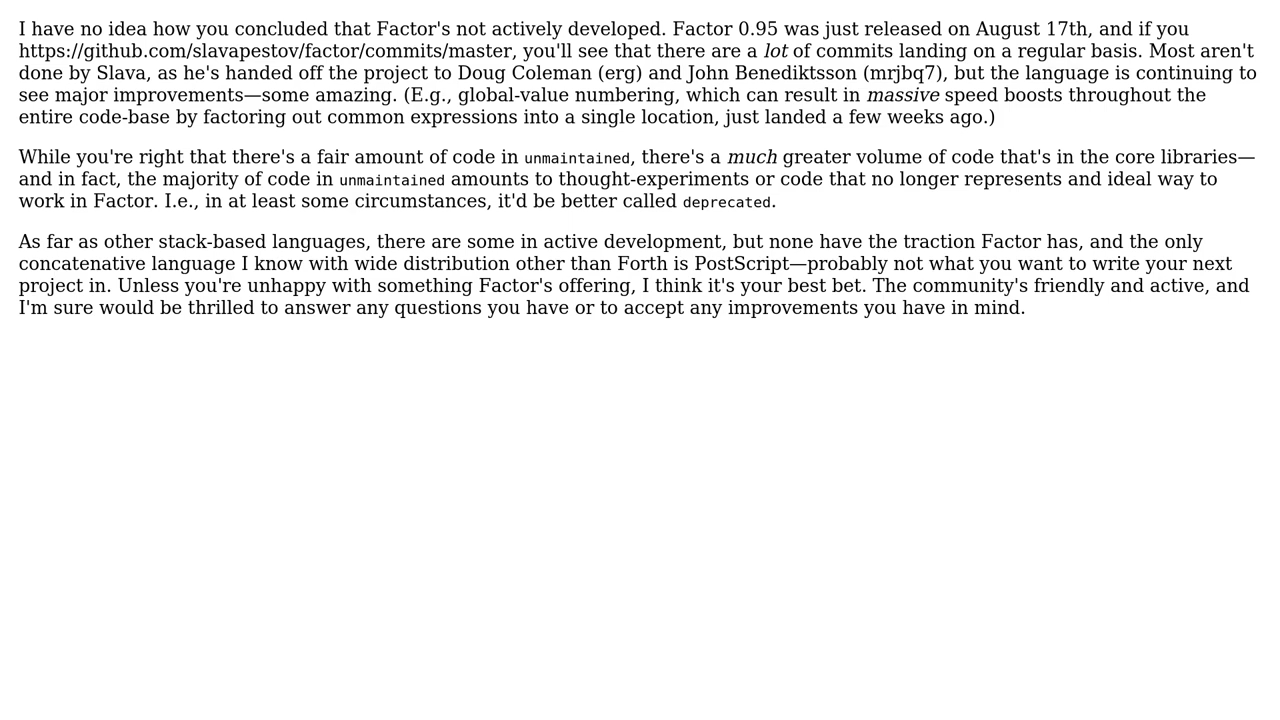 I have no idea how you concluded that Factor's not actively developed. Factor 0.95 was just released on August 17th, and if you
https://github.com/slavapestov/factor/commits/master, you'll see that there are a lot of commits landing on a regular basis. Most aren't
done by Slava, as he's handed off the project to Doug Coleman (erg) and John Benediktsson (mrjbq7), but the language is continuing to
see major improvements—some amazing. (E.g., global-value numbering, which can result in massive speed boosts throughout the
entire code-base by factoring out common expressions into a single location, just landed a few weeks ago.)
While you're right that there's a fair amount of code in unmaintained, there's a much greater volume of code that's in the core libraries—
and in fact, the majority of code in unmaintained amounts to thought-experiments or code that no longer represents and ideal way to
work in Factor. I.e., in at least some circumstances, it'd be better called deprecated.
As far as other stack-based languages, there are some in active development, but none have the traction Factor has, and the only
concatenative language I know with wide distribution other than Forth is PostScript—probably not what you want to write your next
project in. Unless you're unhappy with something Factor's offering, I think it's your best bet. The community's friendly and active, and
I'm sure would be thrilled to answer any questions you have or to accept any improvements you have in mind.